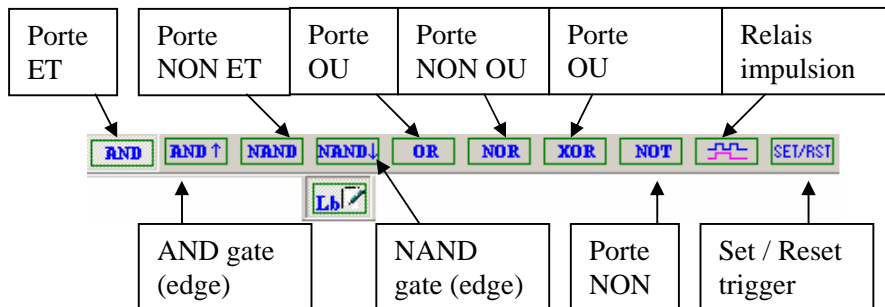 Porte
ET
Porte
NON ET
Porte
OU
Porte
NON OU
Porte
OU
Relais
impulsion
AND
AND↑
NAND
NAND↓
OR
NOR
XOR
NOT
SET/RST
Lb
AND gate
(edge)
NAND
gate (edge)
Porte
NON
Set / Reset
trigger